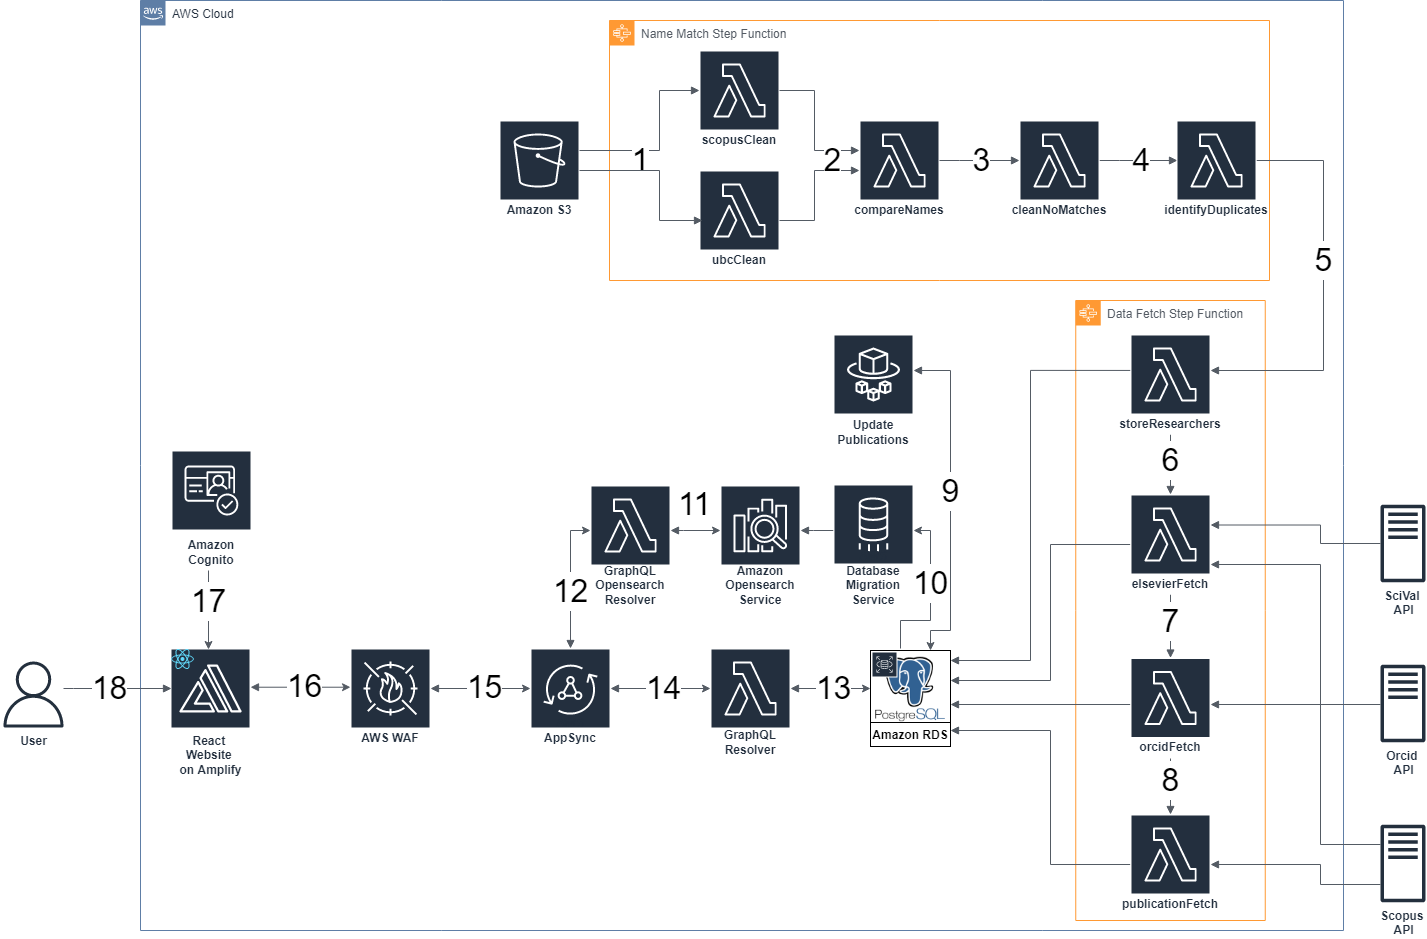 aws
AWS Cloud
Name Match Step Function
scopusClean
1
2
3
4
Amazon S3
compareNames
cleanNoMatches
identifyDuplicates
ubcClean
5
Data Fetch Step Function
storeResearchers
Update
Publications
6
9
11
Amazon
Cognito
GraphQL
Opensearch
Resolver
Amazon
Opensearch
Service
Database
Migration
Service
10
12
elsevierFetch
SciVal
API
17
7
18
16
15
14
13
PostgreSQL
Amazon RDS
User
React
Website
on Amplify
AWS WAF
AppSync
GraphQL
Resolver
orcidFetch
Orcid
API
8
publicationFetch
Scopus
API